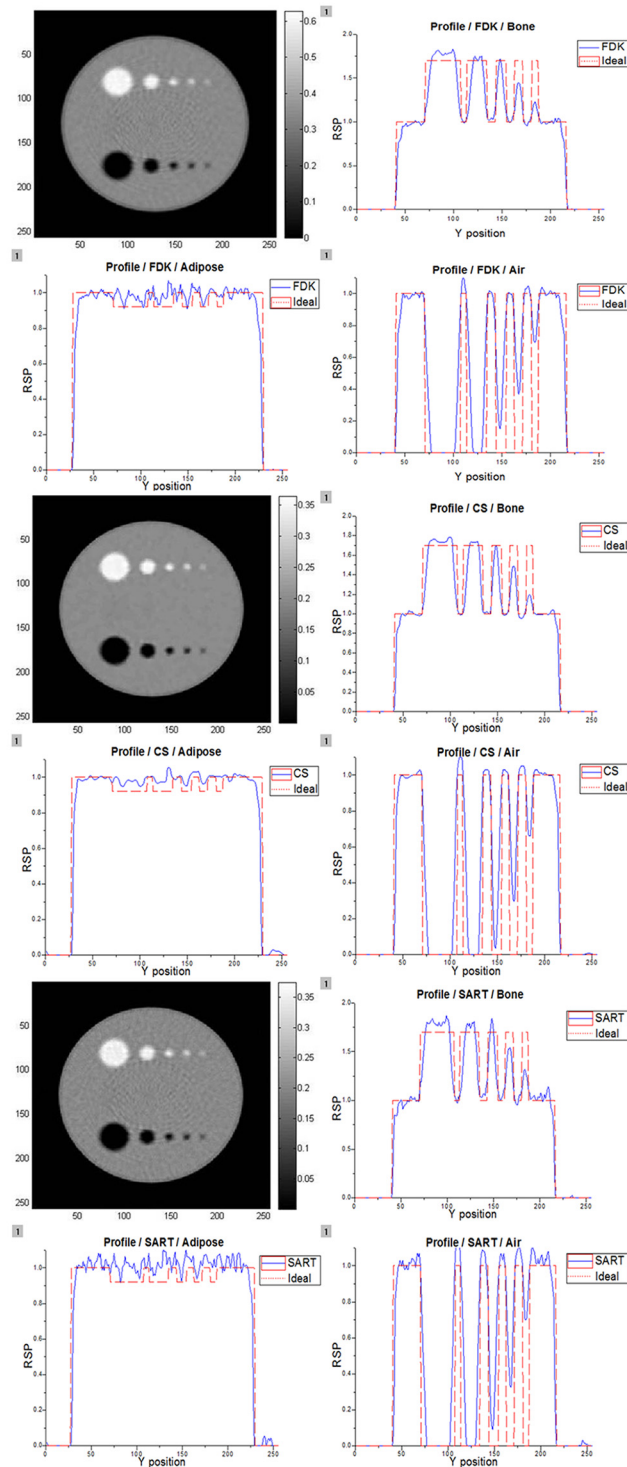 50
100
150
200
250
50 100 150 200 250
0.6
0.5
0.4
0.3
0.2
0.1
0
1
Profile / FDK / Bone
FDK
Ideal
RSP
2.0
1.5
1.0
0.5
0.0
0 50 100 150 200 250
Y position
1
Profile / FDK / Adipose
FDK
Ideal
RSP
1.0
0.8
0.6
0.4
0.2
0.0
0 50 100 150 200 250
Y position
1
Profile / FDK / Air
FDK
Ideal
RSP
1.0
0.8
0.6
0.4
0.2
0.0
0 50 100 150 200 250
Y position
50
100
150
200
250
50 100 150 200 250
0.35
0.3
0.25
0.2
0.15
0.1
0.05
1
Profile / CS / Bone
CS
Ideal
RSP
2.0
1.8
1.6
1.4
1.2
1.0
0.8
0.6
0.4
0.2
0.0
0 50 100 150 200 250
Y position
1
Profile / CS / Adipose
CS
Ideal
RSP
1.0
0.8
0.6
0.4
0.2
0.0
0 50 100 150 200 250
Y position
1
Profile / CS / Air
CS
Ideal
RSP
1.0
0.8
0.6
0.4
0.2
0.0
0 50 100 150 200 250
Y position
50
100
150
200
250
50 100 150 200 250
0.35
0.3
0.25
0.2
0.15
0.1
0.05
1
Profile / SART / Bone
SART
Ideal
RSP
2.0
1.5
1.0
0.5
0.0
0 50 100 150 200 250
Y position
1
Profile / SART / Adipose
SART
Ideal
RSP
1.0
0.8
0.6
0.4
0.2
0.0
0 50 100 150 200 250
Y position
1
Profile / SART / Air
SART
Ideal
RSP
1.0
0.8
0.6
0.4
0.2
0.0
0 50 100 150 200 250
Y position